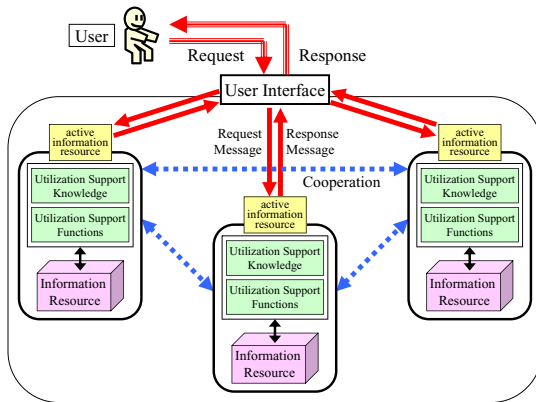 User
Request
Response
User Interface
active
information
resource
Utilization Support
Knowledge
Utilization Support
Functions
Information
Resource
Request
Message
Response
Message
Cooperation
active
information
resource
Utilization Support
Knowledge
Utilization Support
Functions
Information
Resource
active
information
resource
Utilization Support
Knowledge
Utilization Support
Functions
Information
Resource